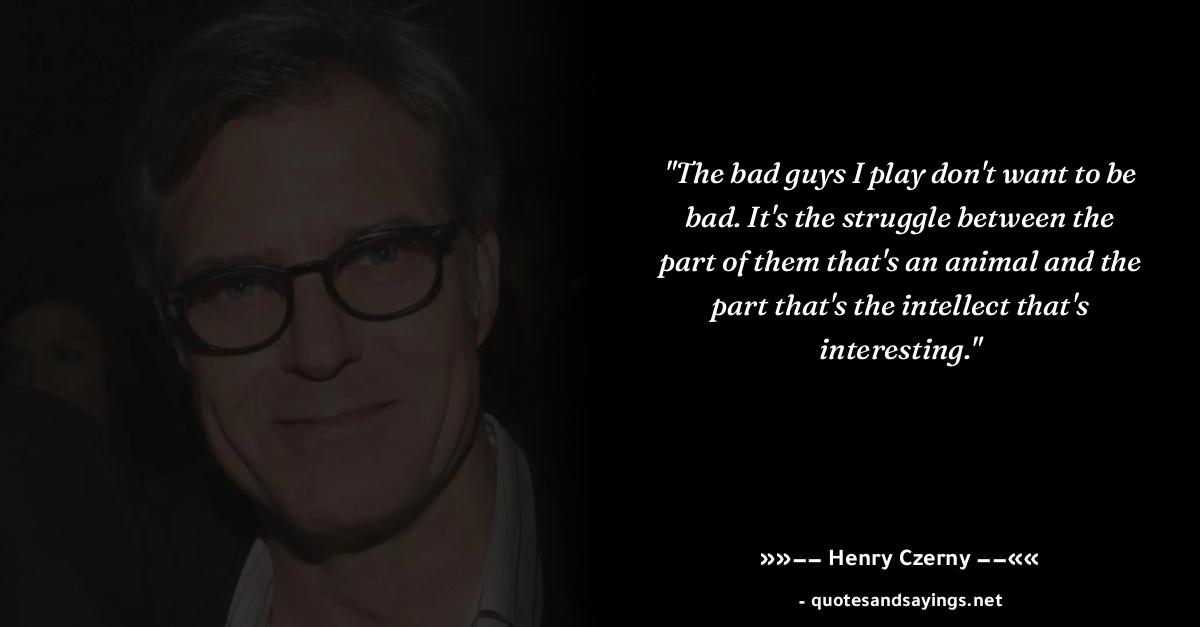 "The bad guys I play don't want to be
bad. It's the struggle between the
part of them that's an animal and the
part that's the intellect that's
interesting."
»»−− Henry Czerny −−««
- quotesandsayings.net